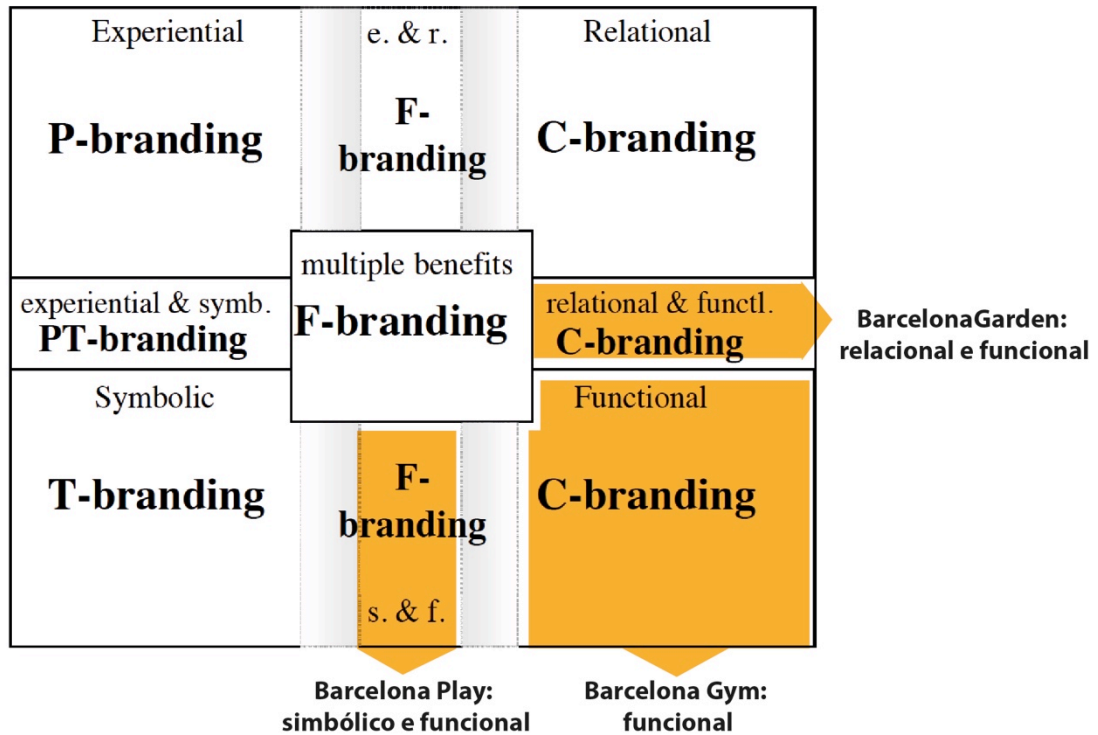 Experiential
P-branding
e. & r.
F-
branding
Relational
C-branding
experiential & symb.
PT-branding
multiple benefits
F-branding
relational & functl.
C-branding
BarcelonaGarden:
relacional e funcional
Symbolic
T-branding
F-
branding
s. & f.
Functional
C-branding
Barcelona Play:
simbólico e funcional
Barcelona Gym:
funcional